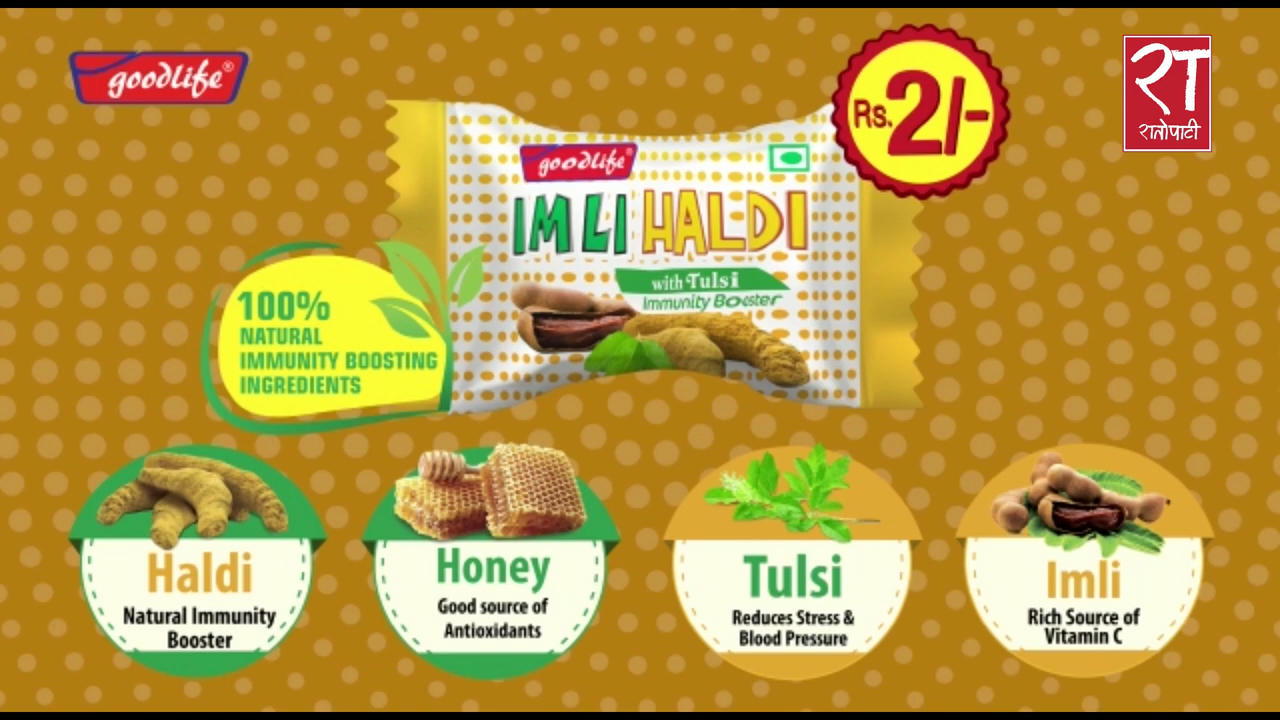 goodlife®
Rs. 2/-
रा
रातोपाटी
goodlife®
IMLI HALDI
with Tulsi
Immunity Booster
100%
NATURAL
IMMUNITY BOOSTING
INGREDIENTS
Haldi
Natural Immunity
Booster
Honey
Good source of
Antioxidants
Tulsi
Reduces Stress &
Blood Pressure
Imli
Rich Source of
Vitamin C